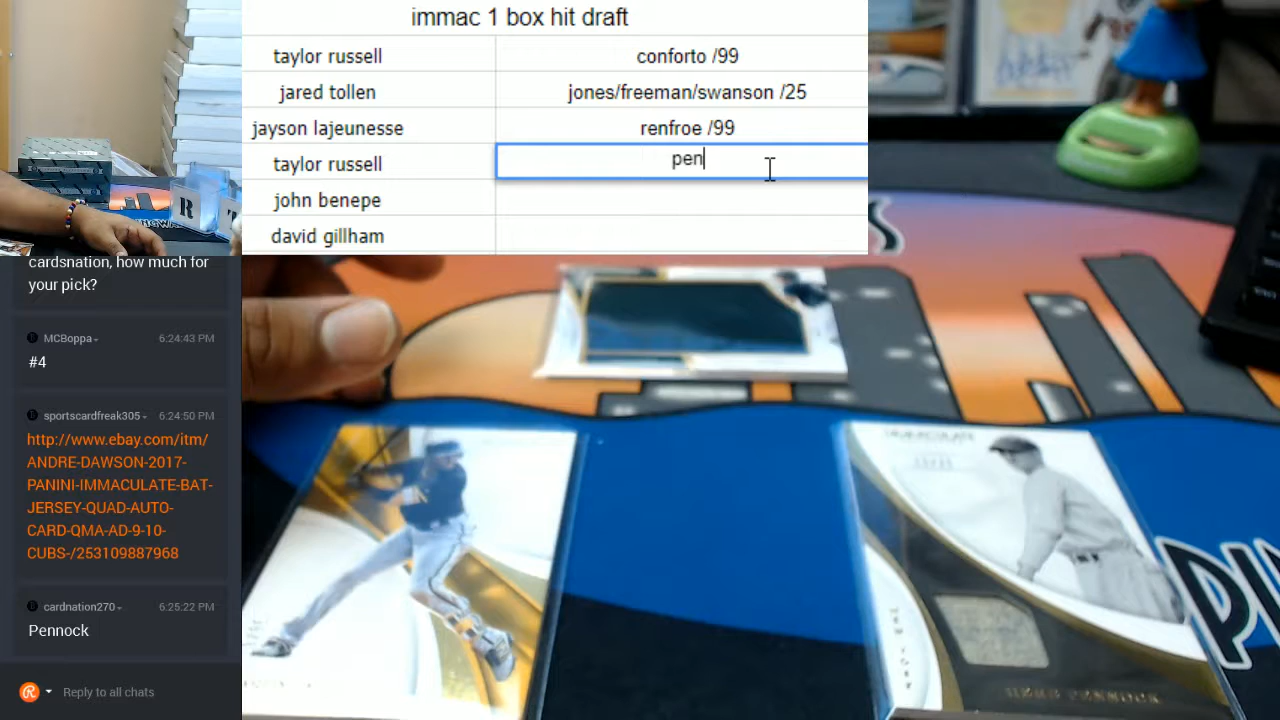 immac 1 box hit draft
taylor russell conforto /99
jared tollen jones/freeman/swanson /25
jayson lajeunesse renfroe /99
taylor russell pen
john benepe
david gillham
cardsnation, how much for
your pick?
MCBoppa 6:24:43 PM
#4
sportscardfreak305 6:24:50 PM
http://www.ebay.com/itm/
ANDRE-DAWSON-2017-
PANINI-IMMACULATE-BAT-
JERSEY-QUAD-AUTO-
CARD-QMA-AD-9-10-
CUBS-/253109887968
cardnation270 6:25:22 PM
Pennock
Reply to all chats
R
T
HERB PENNOCK